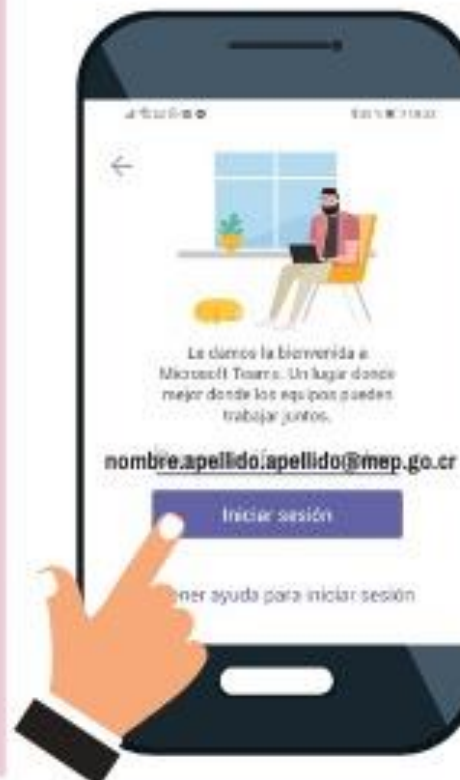 Le damos la bienvenida a
Microsoft Teams. Un lugar donde
mejor donde los equipos pueden
trabajar juntos.
nombre.apellido.apellido@mep.go.cr
Iniciar sesión
ner ayuda para iniciar sesión